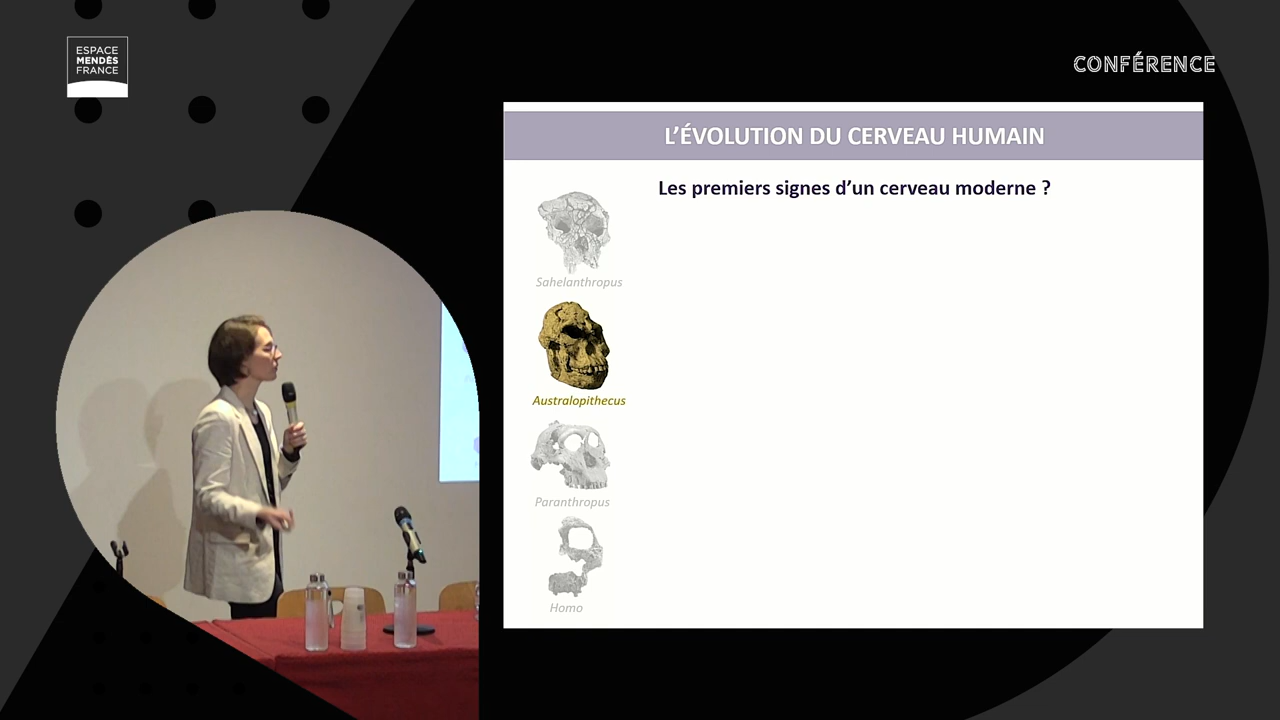 ESPACE
MENDÈS
FRANCE
CONFÉRENCE
L'ÉVOLUTION DU CERVEAU HUMAIN
Les premiers signes d'un cerveau moderne ?
Sahelanthropus
Australopithecus
Paranthropus
Homo